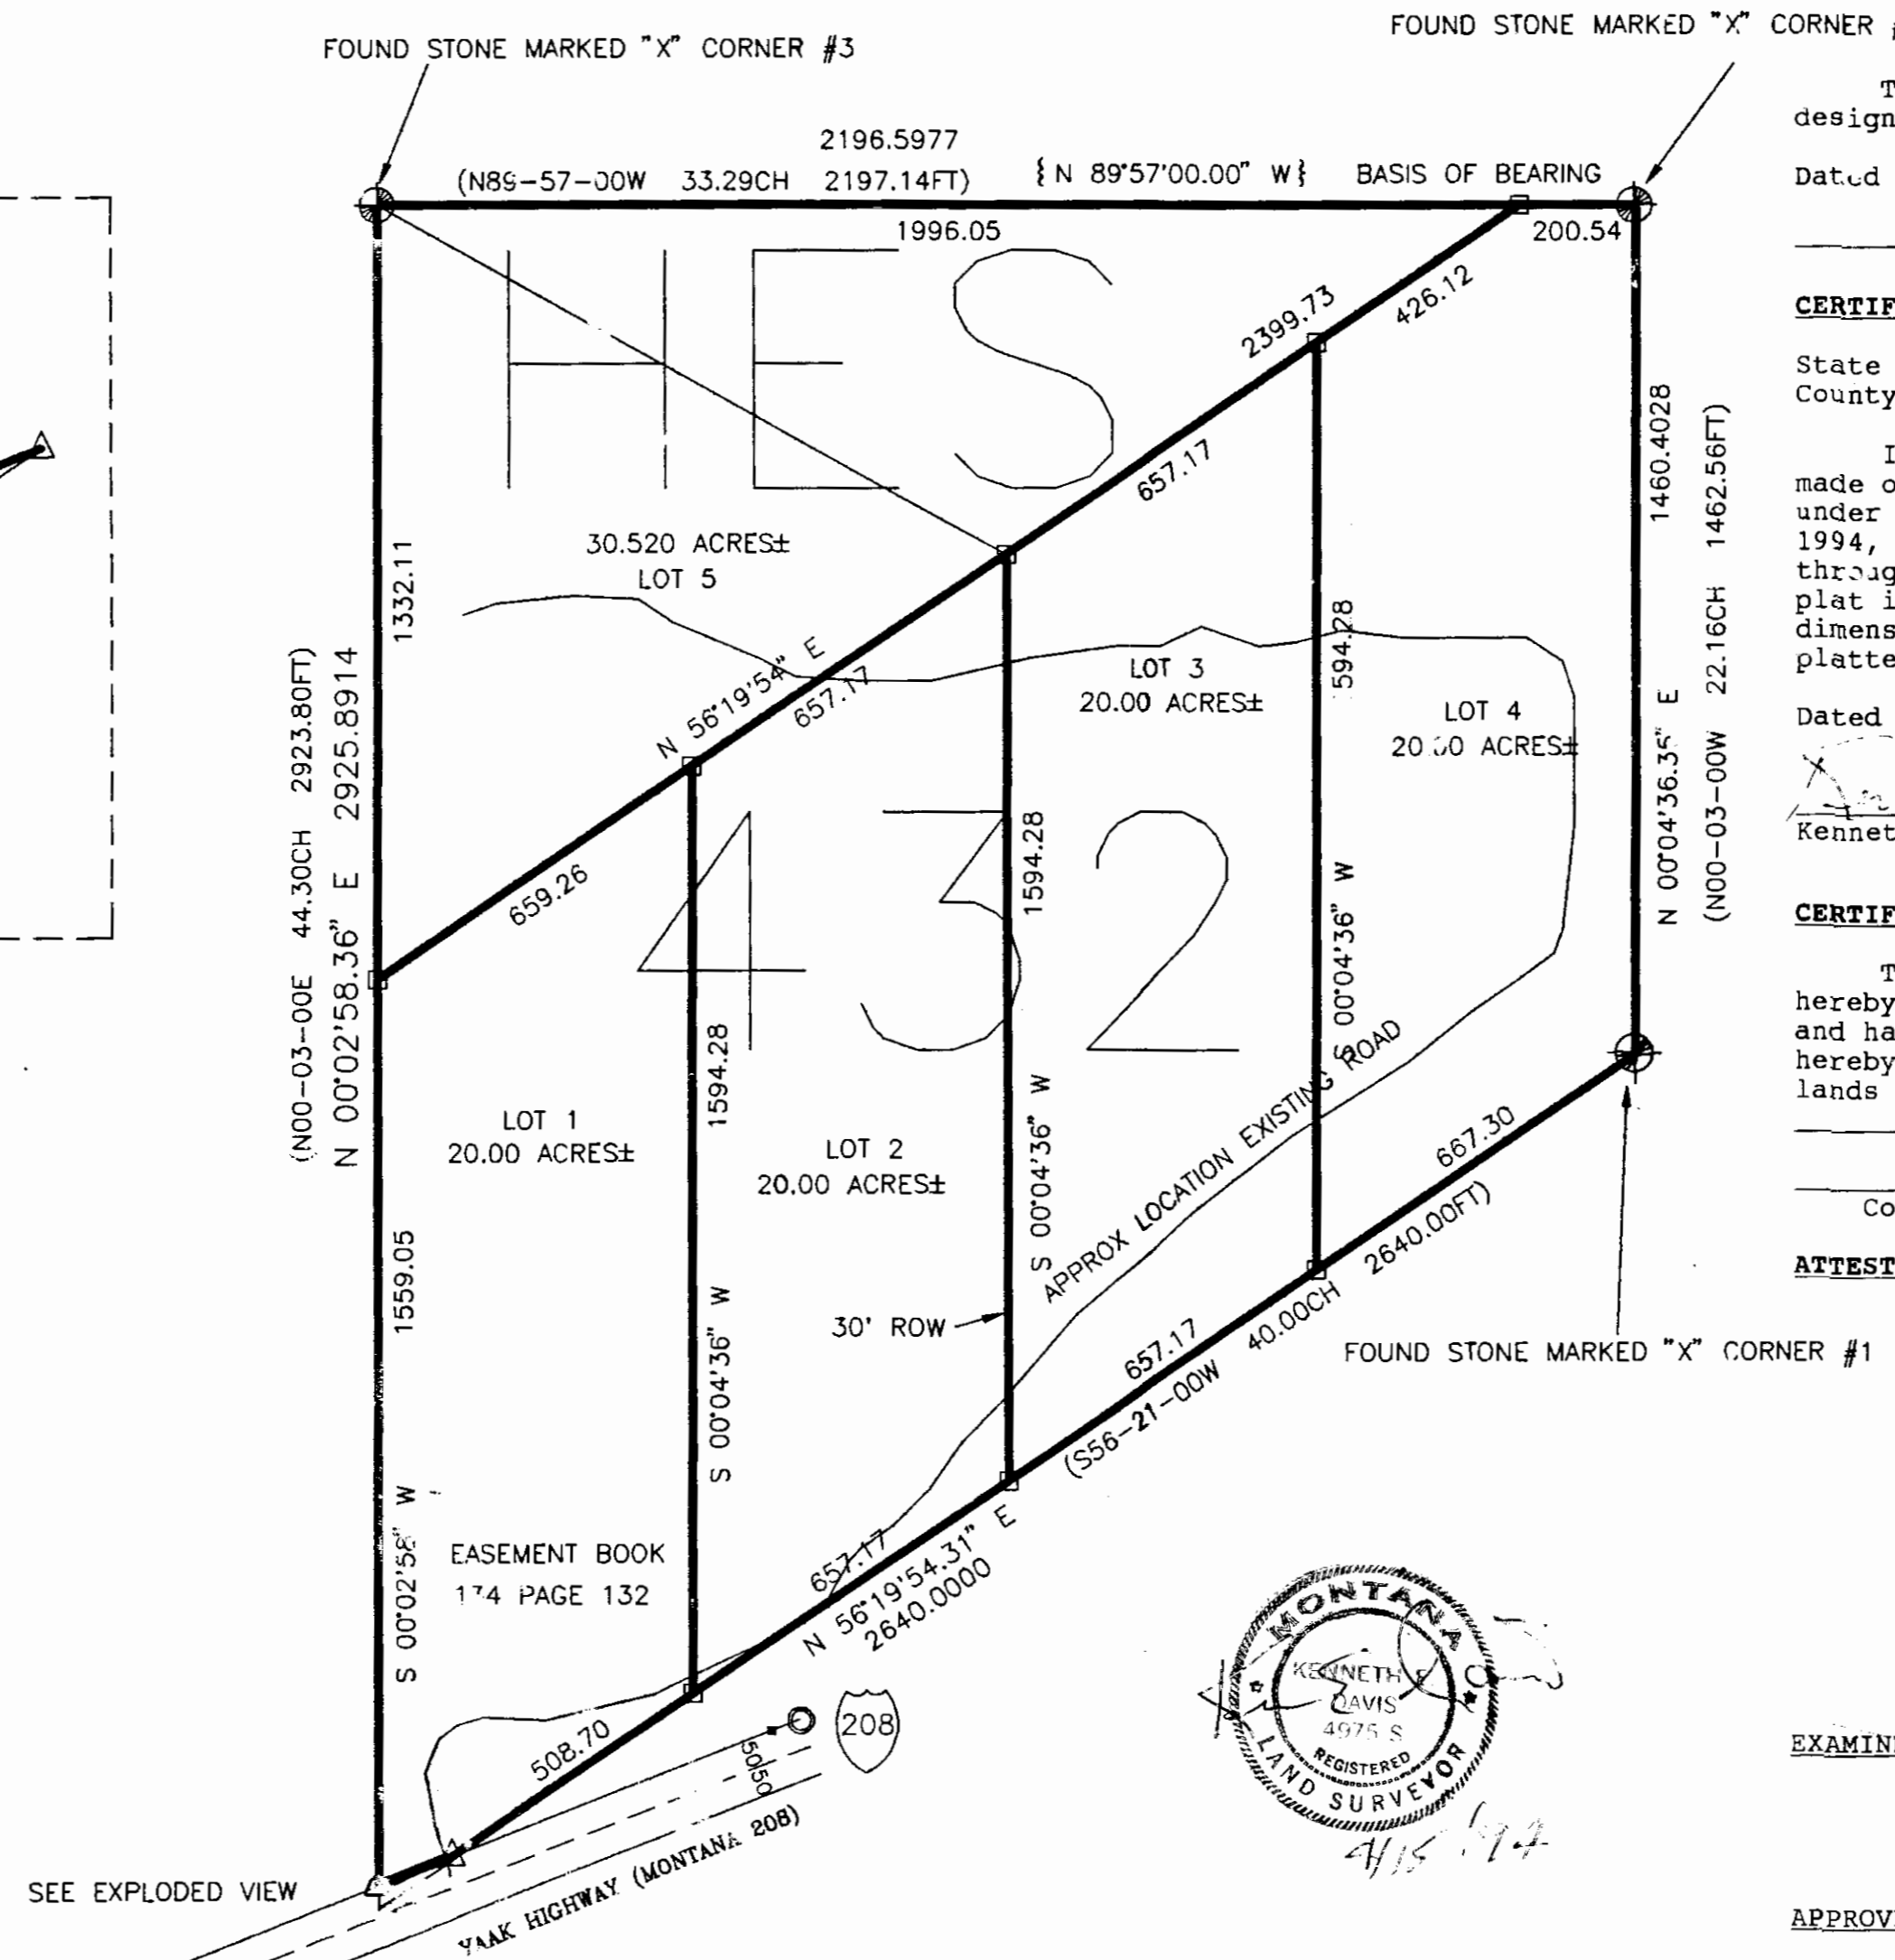 FOUND STONE MARKED "X" CORNER #3
FOUND STONE MARKED "X" CORNER
2196.5977
(N89-57-00W 33.29CH 2197.14FT)
{N 89°57'00.00" W} BASIS OF BEARING
1996.05
200.54
HES
432
2399.73
426.12
657.17
1332.11
30.520 ACRES±
LOT 5
N 56°19'54" E
657.17
659.26
(N00-03-00E 44.30CH 2923.80FT)
N 00°02'58.36" E 2925.8914
LOT 3
20.00 ACRES±
594.28
LOT 4
ACRES±
1460.4028
N 00°04'36.35" E
(N00-03-00W 22.16CH 1462.56FT)
1594.28
S 00°04'36" W
00°04'36" W
LOT 1
20.00 ACRES±
1594.28
S 00°04'36" W
LOT 2
20.00 ACRES±
APPROX LOCATION EXISTING ROAD
30' ROW
1559.05
S 00°02'58" W
667.30
657.17
(S56-21-00W 40.00CH 2640.00FT)
FOUND STONE MARKED "X" CORNER #1
EASEMENT BOOK
PAGE 132
657.17
N 56°19'54.31" E
2640.0000
508.70
50
50
208
YAAK HIGHWAY (MONTANA 208)
SEE EXPLODED VIEW
MONTANA
KENNETH E
DAVIS
4975 S
REGISTERED
LAND SURVEYOR
T
design
Dated
CERTIF
State
County
I
made o
under
1994,
throug
plat i
dimens
platte
Dated
Kennet
CERTIF
T
hereby
and ha
hereby
lands
Co
ATTEST
EXAMIN
APPROV